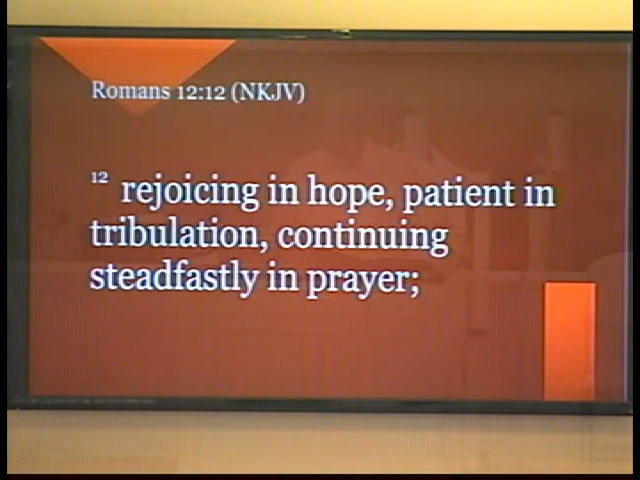 Romans 12:12 (NKJV)
12 rejoicing in hope, patient in
tribulation, continuing
steadfastly in prayer;